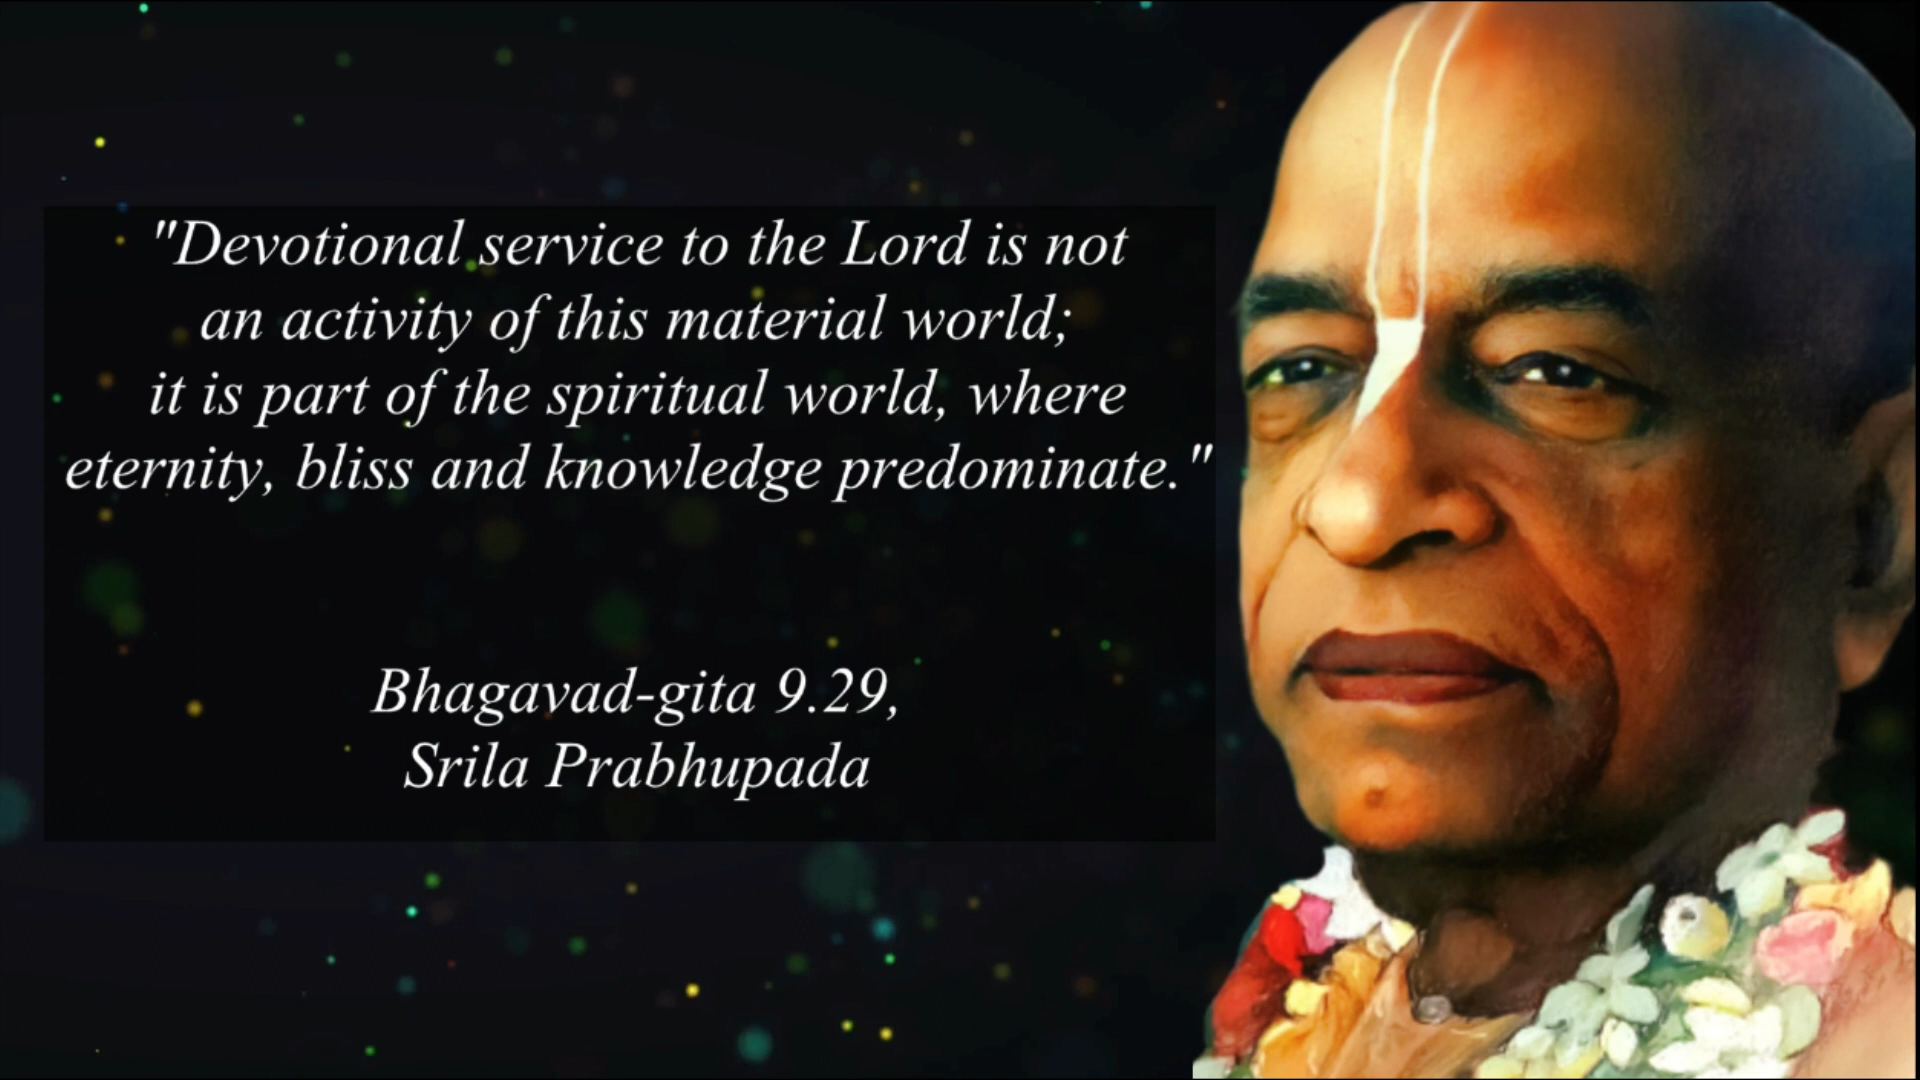 "Devotional service to the Lord is not
an activity of this material world;
it is part of the spiritual world, where
eternity, bliss and knowledge predominate."
Bhagavad-gita 9.29,
Srila Prabhupada